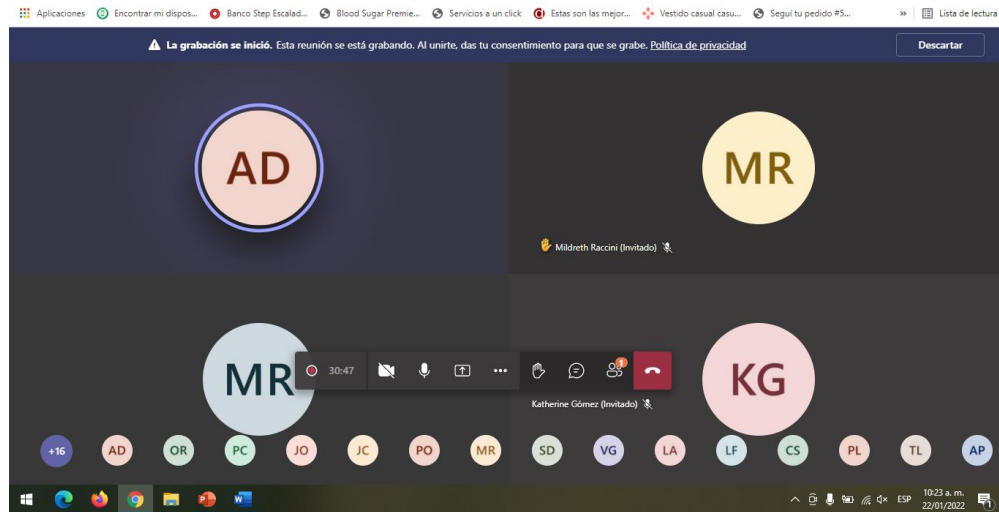 Aplicaciones Encontrar mi dispos... Banco Step Escalad... Blood Sugar Premie... Servicios a un click Estas son las mejor... Vestido casual casu... Seguí tu pedido #5... » Lista de lectura
La grabación se inició. Esta reunión se está grabando. Al unirte, das tu consentimiento para que se grabe. Política de privacidad Descartar
AD
MR
Mildreth Raccini (Invitado)
MR
30:47
1
KG
Katherine Gómez (Invitado)
+16 AD OR PC JO JC PO MR SD VG LA LF CS PL TL AP
ESP
10:23 a. m.
22/01/2022
1